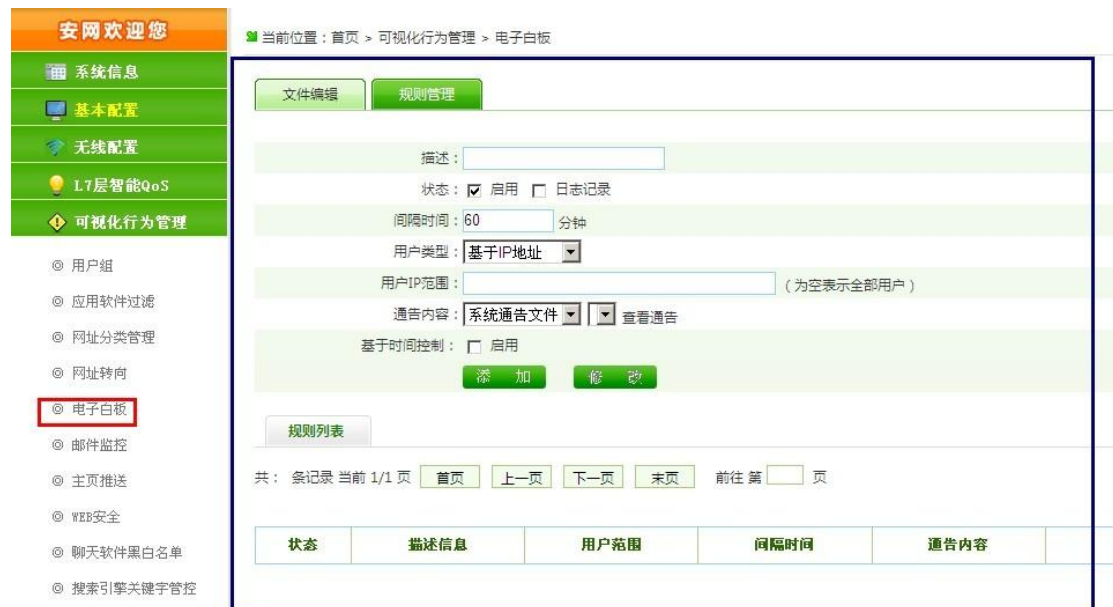 安网欢迎您
当前位置：首页 > 可视化行为管理 > 电子白板
系统信息
基本配置
无线配置
L7层智能QoS
可视化行为管理
用户组
应用软件过滤
网址分类管理
网址转向
电子白板
邮件监控
主页推送
WEB安全
聊天软件黑白名单
搜索引擎关键字管控
文件编辑 规则管理
描述：
状态： 启用 日志记录
间隔时间：60 分钟
用户类型：基于IP地址
用户IP范围： （为空表示全部用户）
通告内容：系统通告文件 查看通告
基于时间控制： 启用
添 加 修 改
规则列表
共： 条记录 当前 1/1 页 首页 上一页 下一页 末页 前往 第 页
状态 描述信息 用户范围 间隔时间 通告内容